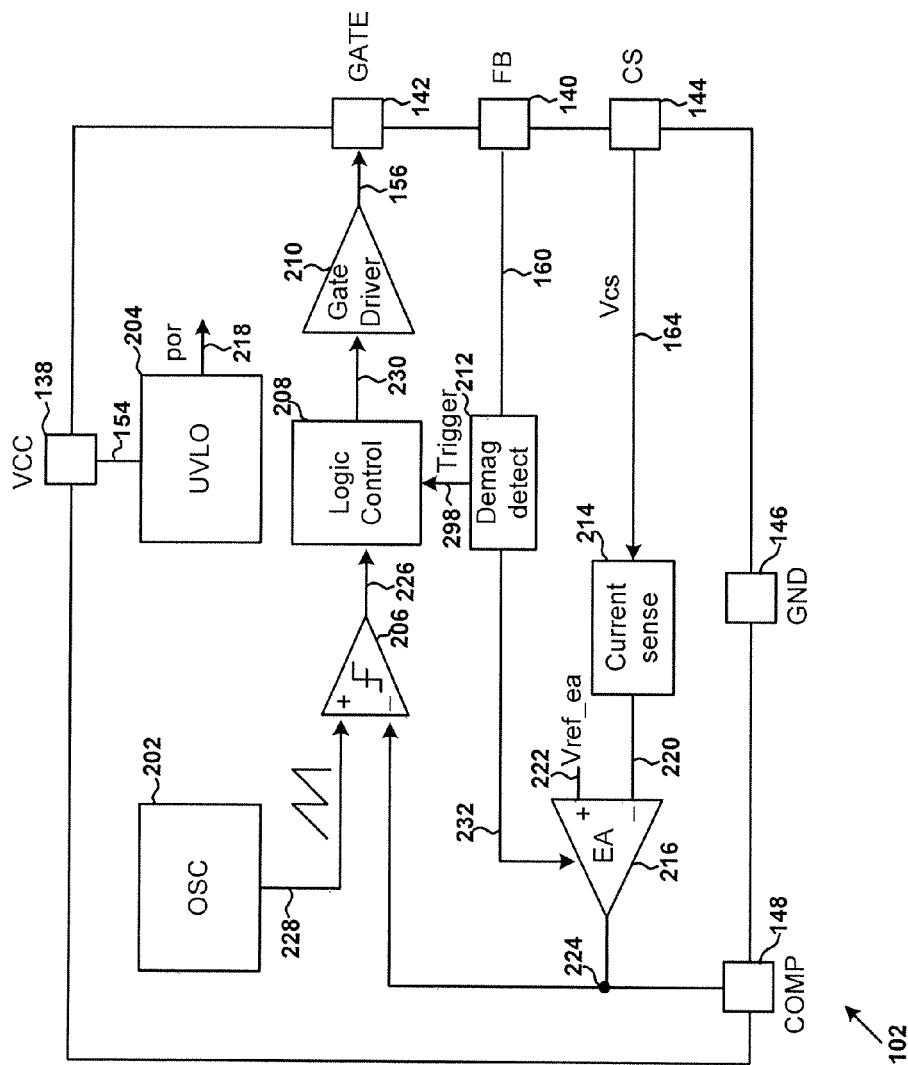 VCC
138
154
204
UVLO
por
218
202
OSC
228
+
−
206
226
208
Logic
Control
230
210
Gate
Driver
156
GATE
142
298
Trigger
212
Demag
detect
160
FB
140
232
222
Vref_ea
+
−
EA
216
220
214
Current
sense
Vcs
164
CS
144
224
COMP
148
GND
146
102